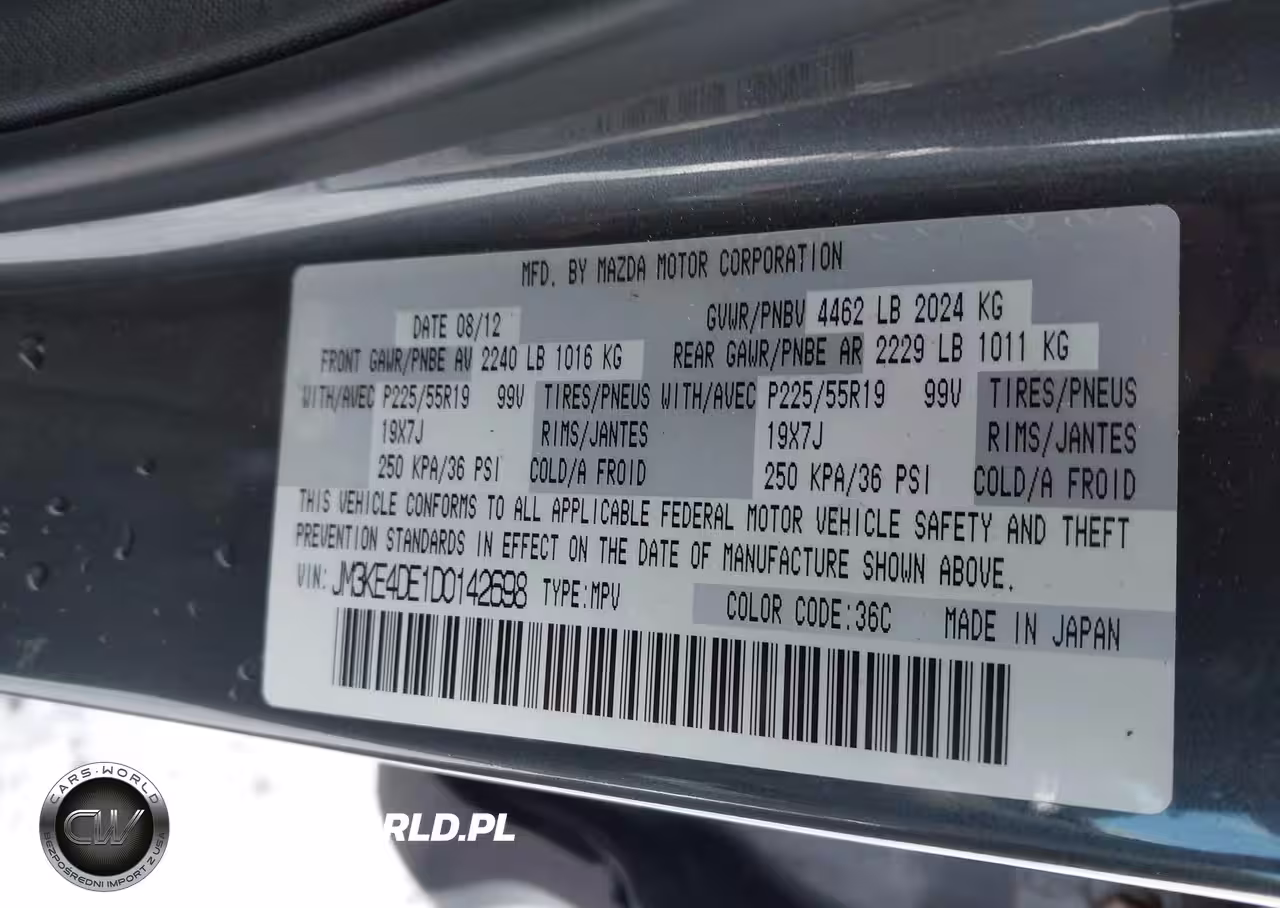 MFD. BY MAZDA MOTOR CORPORATION
DATE 08/12 GVWR/PNBV 4462 LB 2024 KG
FRONT GAWR/PNBE AV 2240 LB 1016 KG REAR GAWR/PNBE AR 2229 LB 1011 KG
WITH/AVEC P225/55R19 99V TIRES/PNEUS WITH/AVEC P225/55R19 99V TIRES/PNEUS
19X7J RIMS/JANTES 19X7J RIMS/JANTES
250 KPA/36 PSI COLD/A FROID 250 KPA/36 PSI COLD/A FROID
THIS VEHICLE CONFORMS TO ALL APPLICABLE FEDERAL MOTOR VEHICLE SAFETY AND THEFT
PREVENTION STANDARDS IN EFFECT ON THE DATE OF MANUFACTURE SHOWN ABOVE.
VIN: JM3KE4DE1D0142698 TYPE:MPV COLOR CODE:36C MADE IN JAPAN
CARS-WORLD
CW
BEZPOŚREDNI IMPORT Z USA
RLD.PL